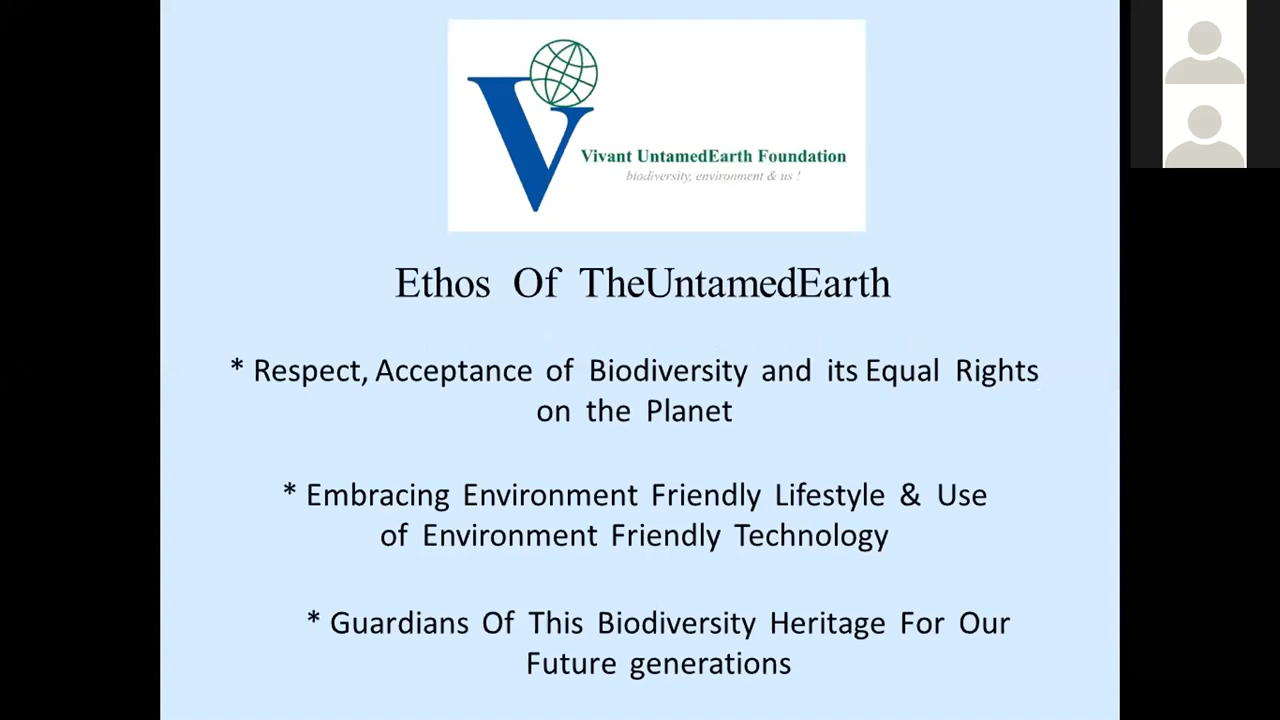 Vivant UntamedEarth Foundation
biodiversity, environment & us !
Ethos Of TheUntamedEarth
* Respect, Acceptance of Biodiversity and its Equal Rights
on the Planet
* Embracing Environment Friendly Lifestyle & Use
of Environment Friendly Technology
* Guardians Of This Biodiversity Heritage For Our
Future generations